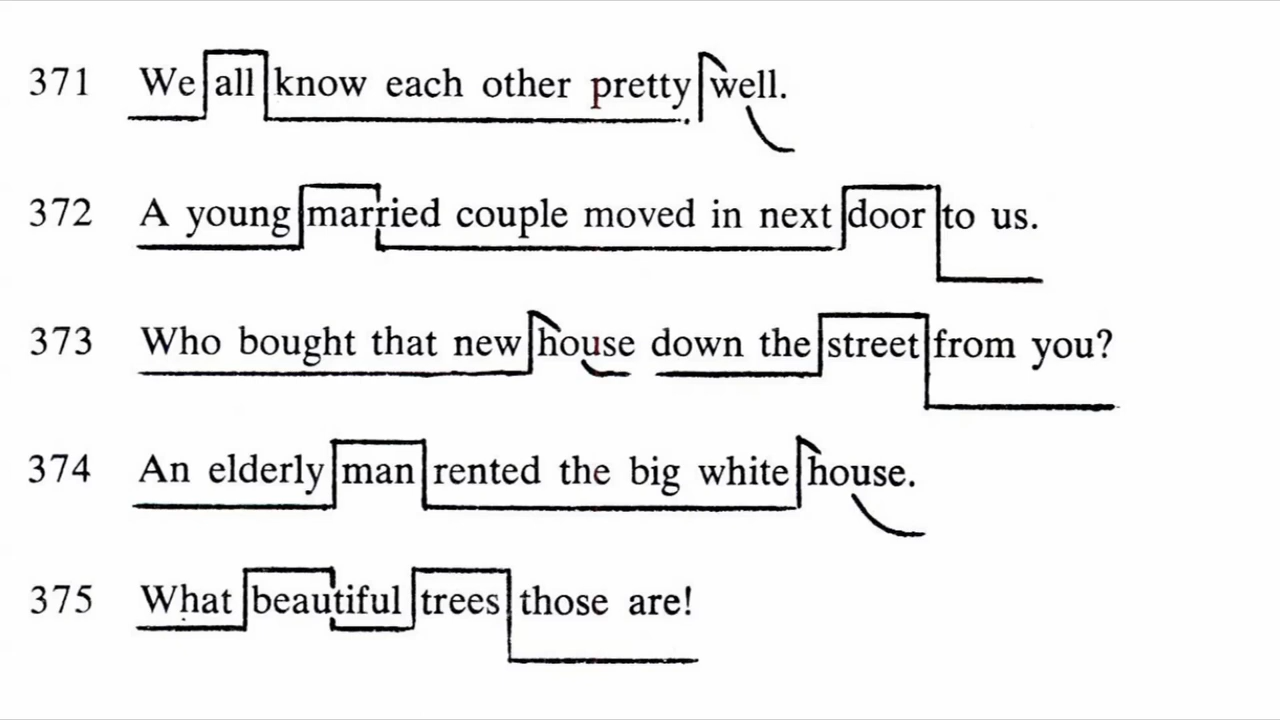 371 We all know each other pretty well.
372 A young married couple moved in next door to us.
373 Who bought that new house down the street from you?
374 An elderly man rented the big white house.
375 What beautiful trees those are!